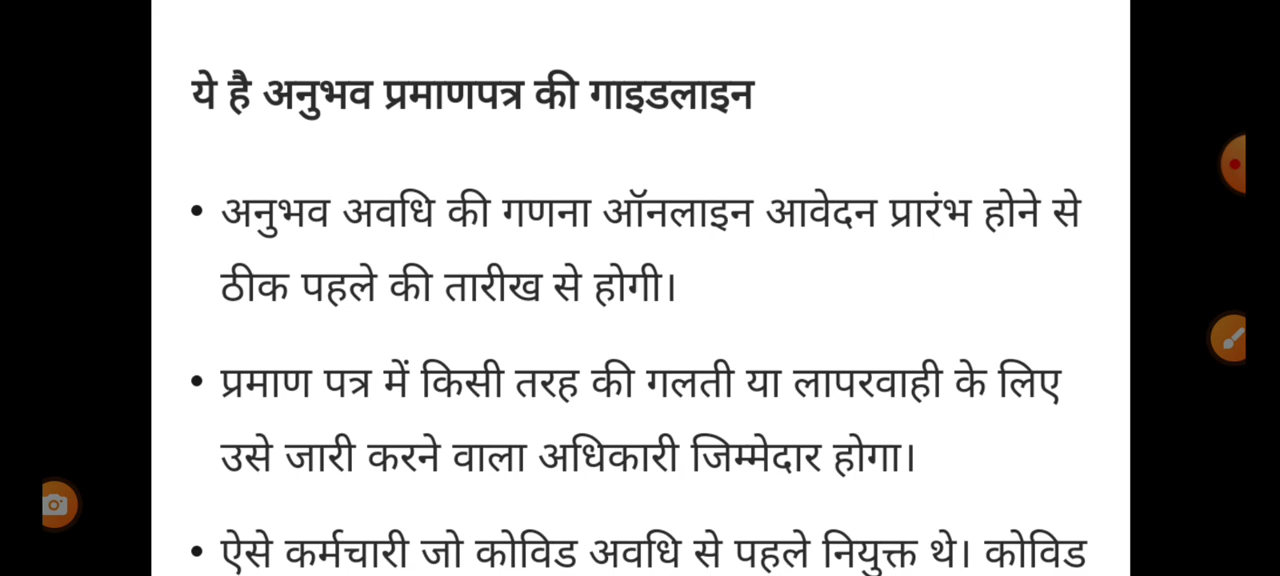 ये है अनुभव प्रमाणपत्र की गाइडलाइन
• अनुभव अवधि की गणना ऑनलाइन आवेदन प्रारंभ होने से
ठीक पहले की तारीख से होगी।
• प्रमाण पत्र में किसी तरह की गलती या लापरवाही के लिए
उसे जारी करने वाला अधिकारी जिम्मेदार होगा।
• ऐसे कर्मचारी जो कोविड अवधि से पहले नियुक्त थे। कोविड